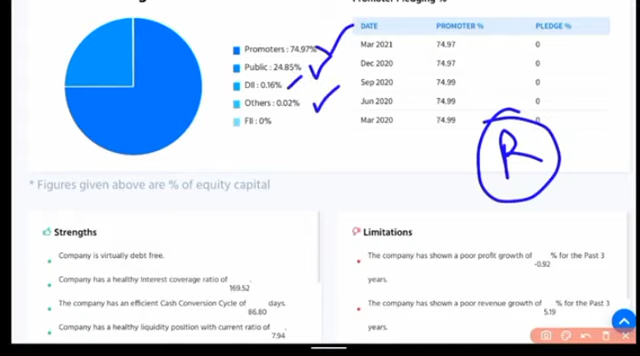 Promoter Pledging %
Promoters : 74.97%
Public : 24.85%
DII : 0.16%
Others : 0.02%
FII : 0%
DATE PROMOTER % PLEDGE %
Mar 2021 74.97 0
Dec 2020 74.97 0
Sep 2020 74.99 0
Jun 2020 74.99 0
Mar 2020 74.99 0
R
* Figures given above are % of equity capital
Strengths
Company is virtually debt free.
Company has a healthy Interest coverage ratio of 169.52 .
The company has an efficient Cash Conversion Cycle of 86.80 days.
Company has a healthy liquidity position with current ratio of 7.94 .
Limitations
The company has shown a poor profit growth of -0.92 % for the Past 3
years.
The company has shown a poor revenue growth of 5.19 % for the Past 3
years.